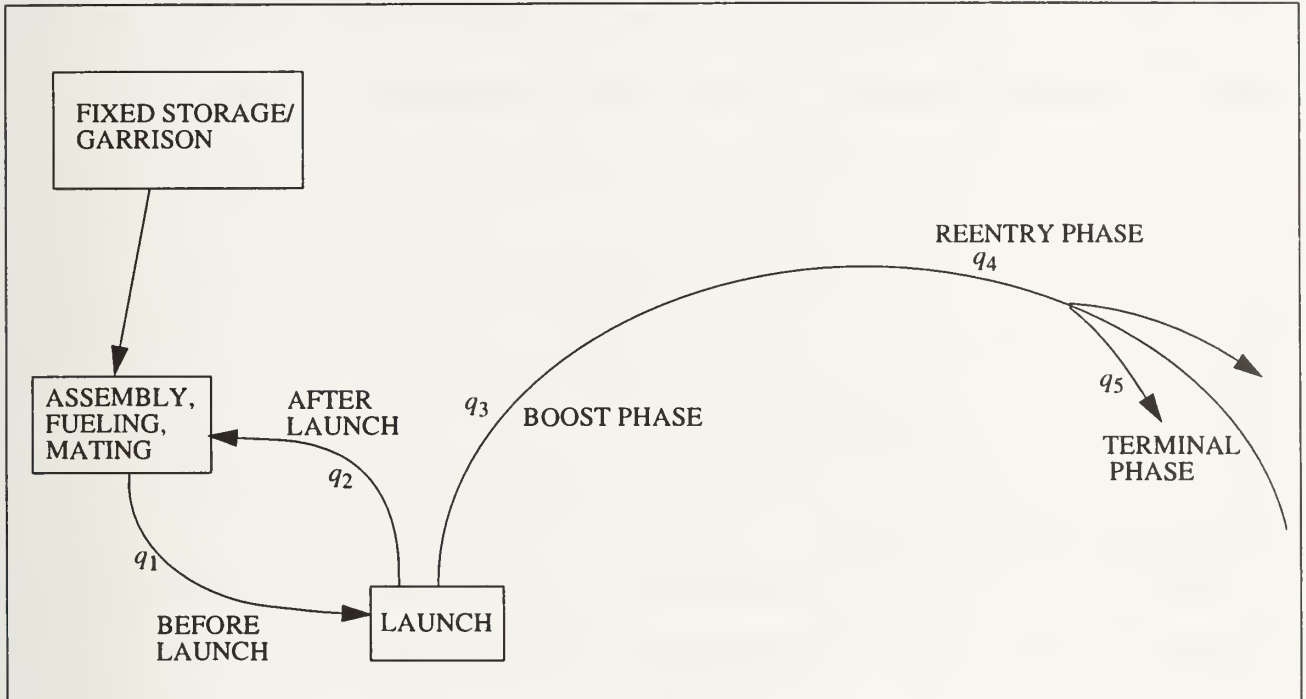 FIXED STORAGE/
GARRISON
REENTRY PHASE
q4
ASSEMBLY,
FUELING,
MATING
AFTER
LAUNCH
q2
q3
BOOST PHASE
q5
TERMINAL
PHASE
q1
BEFORE
LAUNCH
LAUNCH